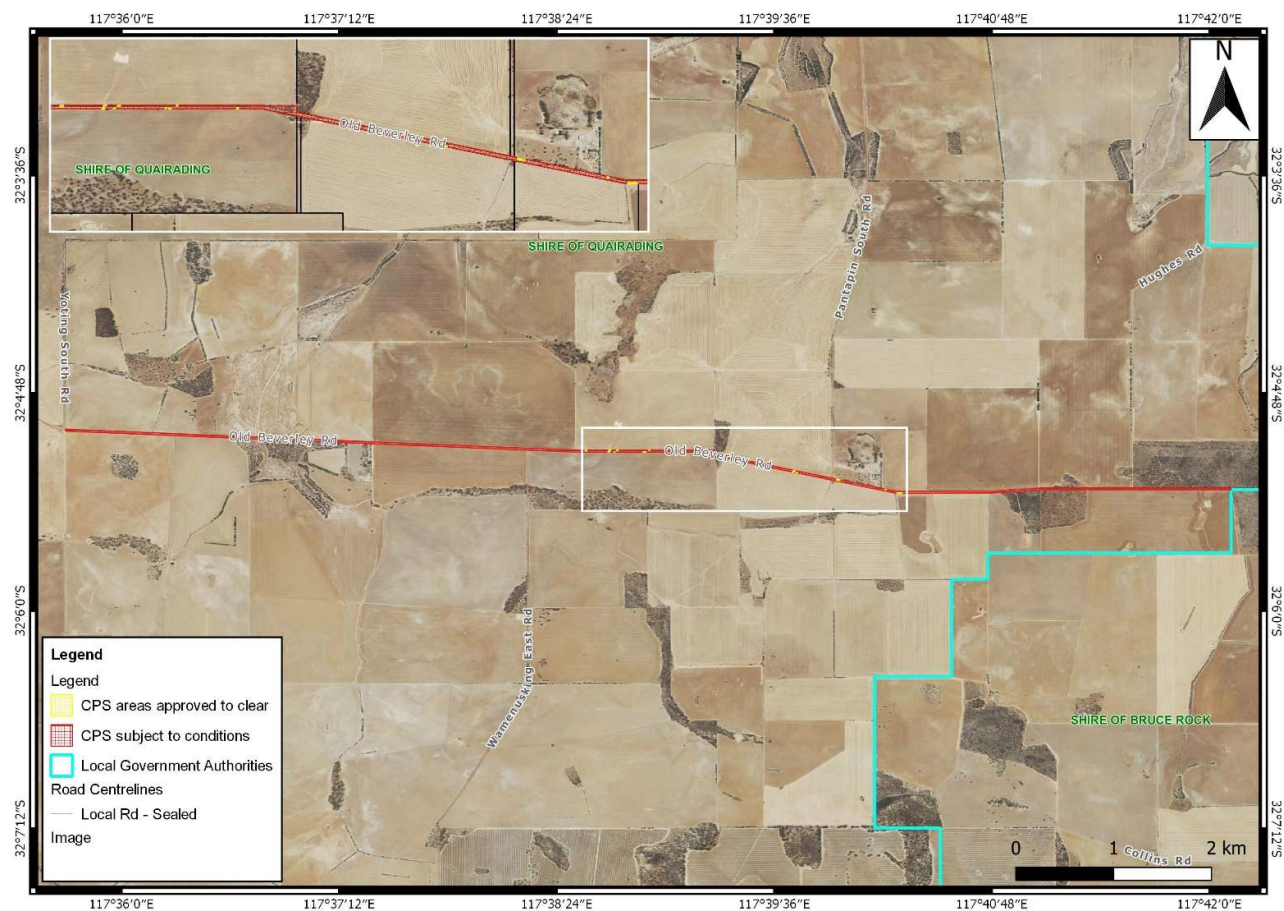 117°36'0"E 117°37'12"E 117°38'24"E 117°39'36"E 117°40'48"E 117°42'0"E
N
Old Beverley Rd
SHIRE OF QUAIRADING
32°3'36"S
32°3'36"S
SHIRE OF QUAIRADING
Pantapin South Rd
Hughes Rd
Yoting South Rd
32°4'48"S
32°4'48"S
Old Beverley Rd
Old Beverley Rd
32°6'0"S
32°6'0"S
Wamenusking East Rd
SHIRE OF BRUCE ROCK
Legend
Legend
CPS areas approved to clear
CPS subject to conditions
Local Government Authorities
Road Centrelines
Local Rd - Sealed
Image
32°7'12"S
32°7'12"S
0 1 2 km
Collins Rd
117°36'0"E 117°37'12"E 117°38'24"E 117°39'36"E 117°40'48"E 117°42'0"E